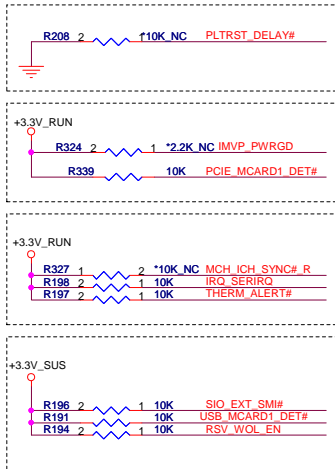 R208 2 1 *10K_NC PLTRST_DELAY#
+3.3V_RUN
R324 2 1 *2.2K_NC IMVP_PWRGD
R339 10K PCIE_MCARD1_DET#
+3.3V_RUN
R327 1 2 *10K_NC MCH_ICH_SYNC#_R
R198 2 1 10K IRQ_SERIRQ
R197 2 1 10K THERM_ALERT#
+3.3V_SUS
R196 2 1 10K SIO_EXT_SMI#
R191 10K USB_MCARD1_DET#
R194 2 1 10K RSV_WOL_EN